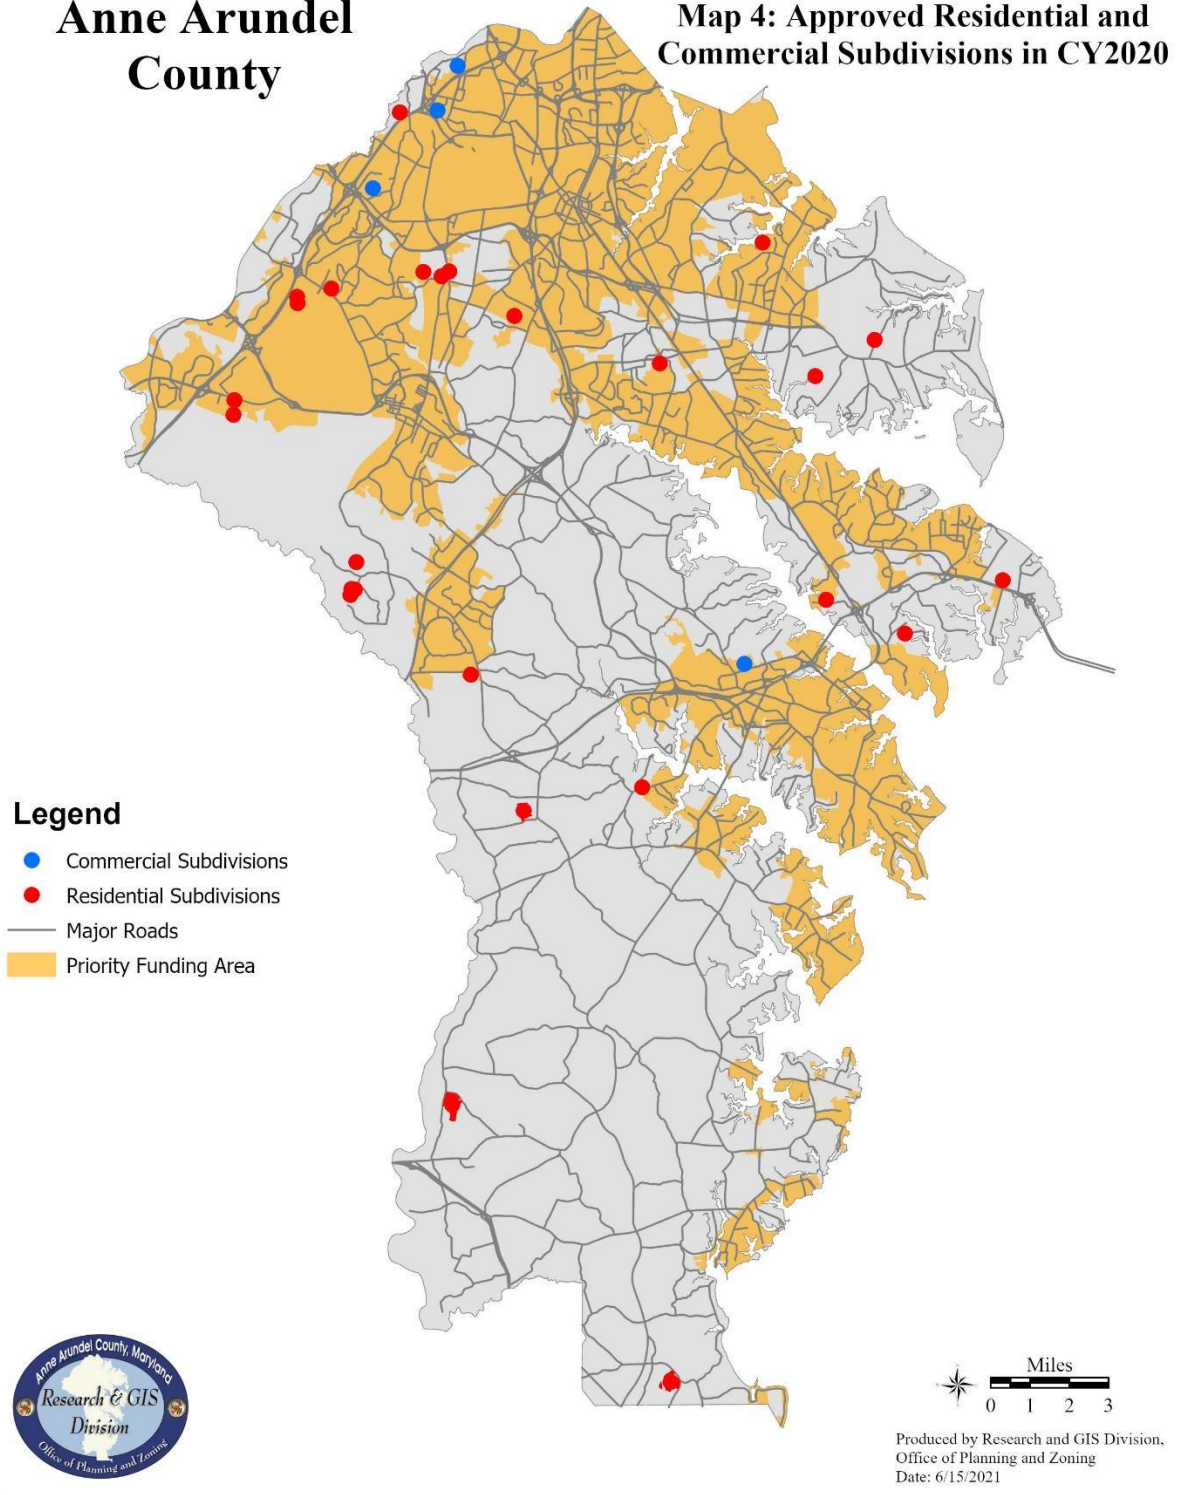 Anne Arundel
County
Map 4: Approved Residential and
Commercial Subdivisions in CY2020
Legend
Commercial Subdivisions
Residential Subdivisions
Major Roads
Priority Funding Area
Anne Arundel County, Maryland
Research & GIS
Division
Office of Planning and Zoning
Miles
0 1 2 3
Produced by Research and GIS Division,
Office of Planning and Zoning
Date: 6/15/2021